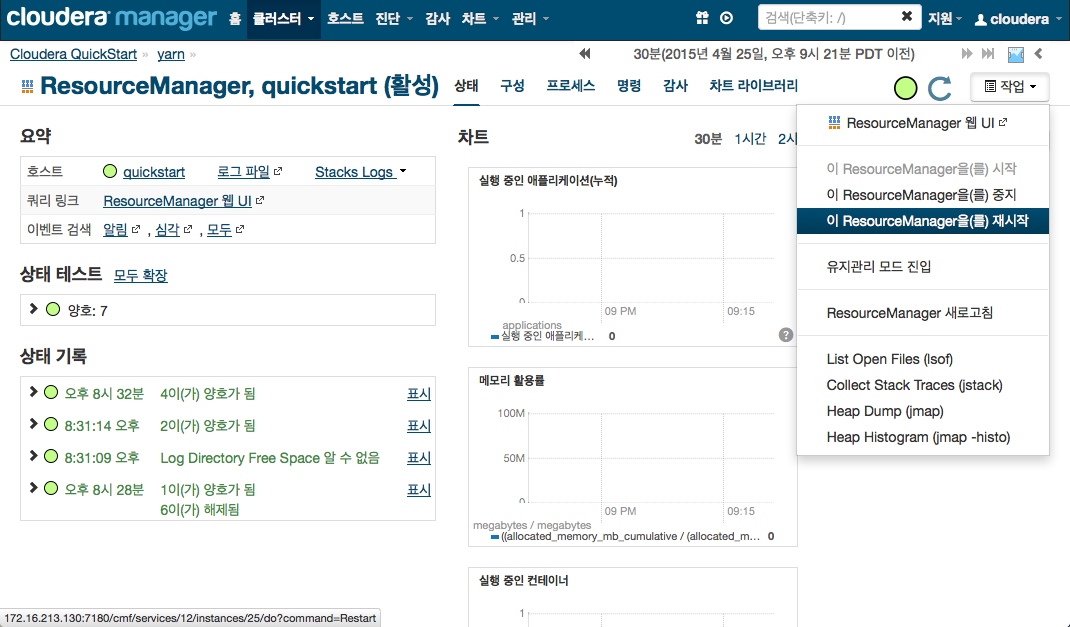 cloudera manager 홈 클러스터 호스트 진단 감사 차트 관리 검색(단축키: /) 지원 cloudera
Cloudera QuickStart » yarn » 30분(2015년 4월 25일, 오후 9시 21분 PDT 이전)
ResourceManager, quickstart (활성) 상태 구성 프로세스 명령 감사 차트 라이브러리 작업
요약
호스트 quickstart 로그 파일 Stacks Logs
쿼리 링크 ResourceManager 웹 UI
이벤트 검색 알림 , 심각 , 모두
상태 테스트 모두 확장
양호: 7
상태 기록
오후 8시 32분 4이(가) 양호가 됨 표시
8:31:14 오후 2이(가) 양호가 됨 표시
8:31:09 오후 Log Directory Free Space 알 수 없음 표시
오후 8시 28분 1이(가) 양호가 됨 표시
6이(가) 해제됨
차트 30분 1시간 2시
실행 중인 애플리케이션(누적)
1
0.5
0
09 PM 09:15
applications
실행 중인 애플리케... 0
?
메모리 활용률
100M
50M
0
09 PM 09:15
megabytes / megabytes
((allocated_memory_mb_cumulative / (allocated_m... 0
실행 중인 컨테이너
1
ResourceManager 웹 UI
이 ResourceManager을(를) 시작
이 ResourceManager을(를) 중지
이 ResourceManager을(를) 재시작
유지관리 모드 진입
ResourceManager 새로고침
List Open Files (lsof)
Collect Stack Traces (jstack)
Heap Dump (jmap)
Heap Histogram (jmap -histo)
172.16.213.130:7180/cmf/services/12/instances/25/do?command=Restart